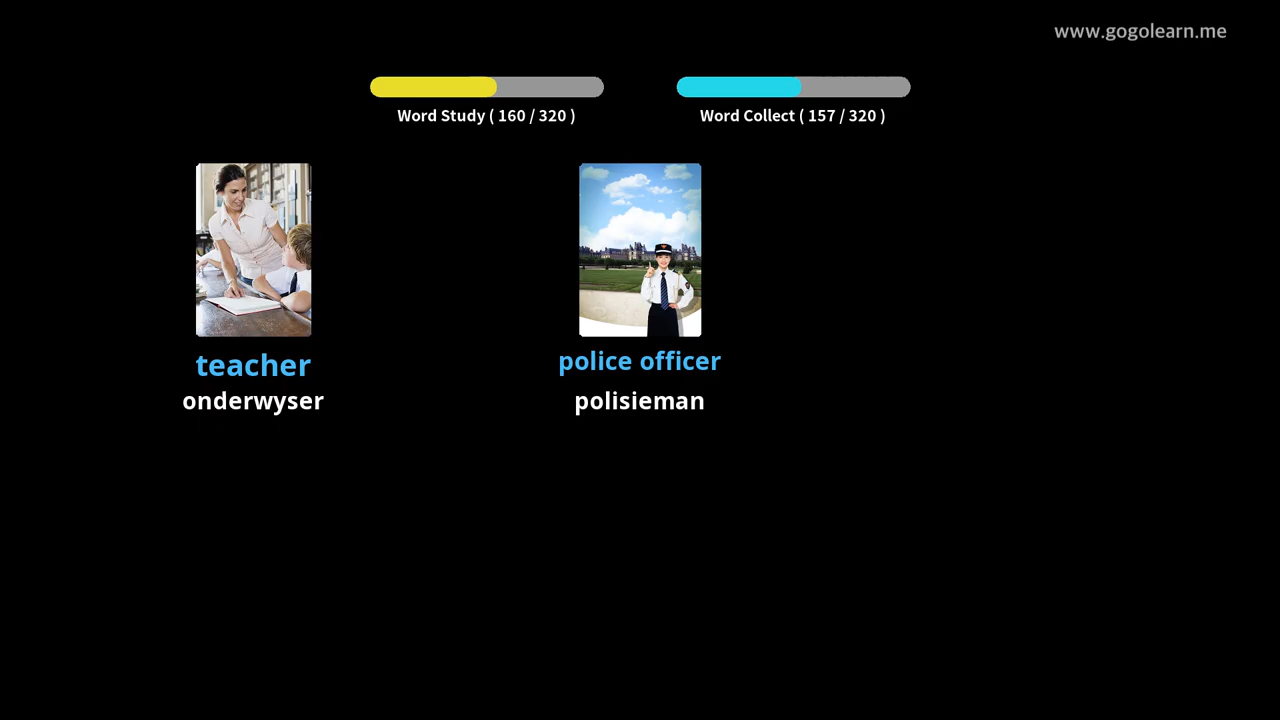 www.gogolearn.me
Word Study ( 160 / 320 )
Word Collect ( 157 / 320 )
teacher
onderwyser
police officer
polisieman